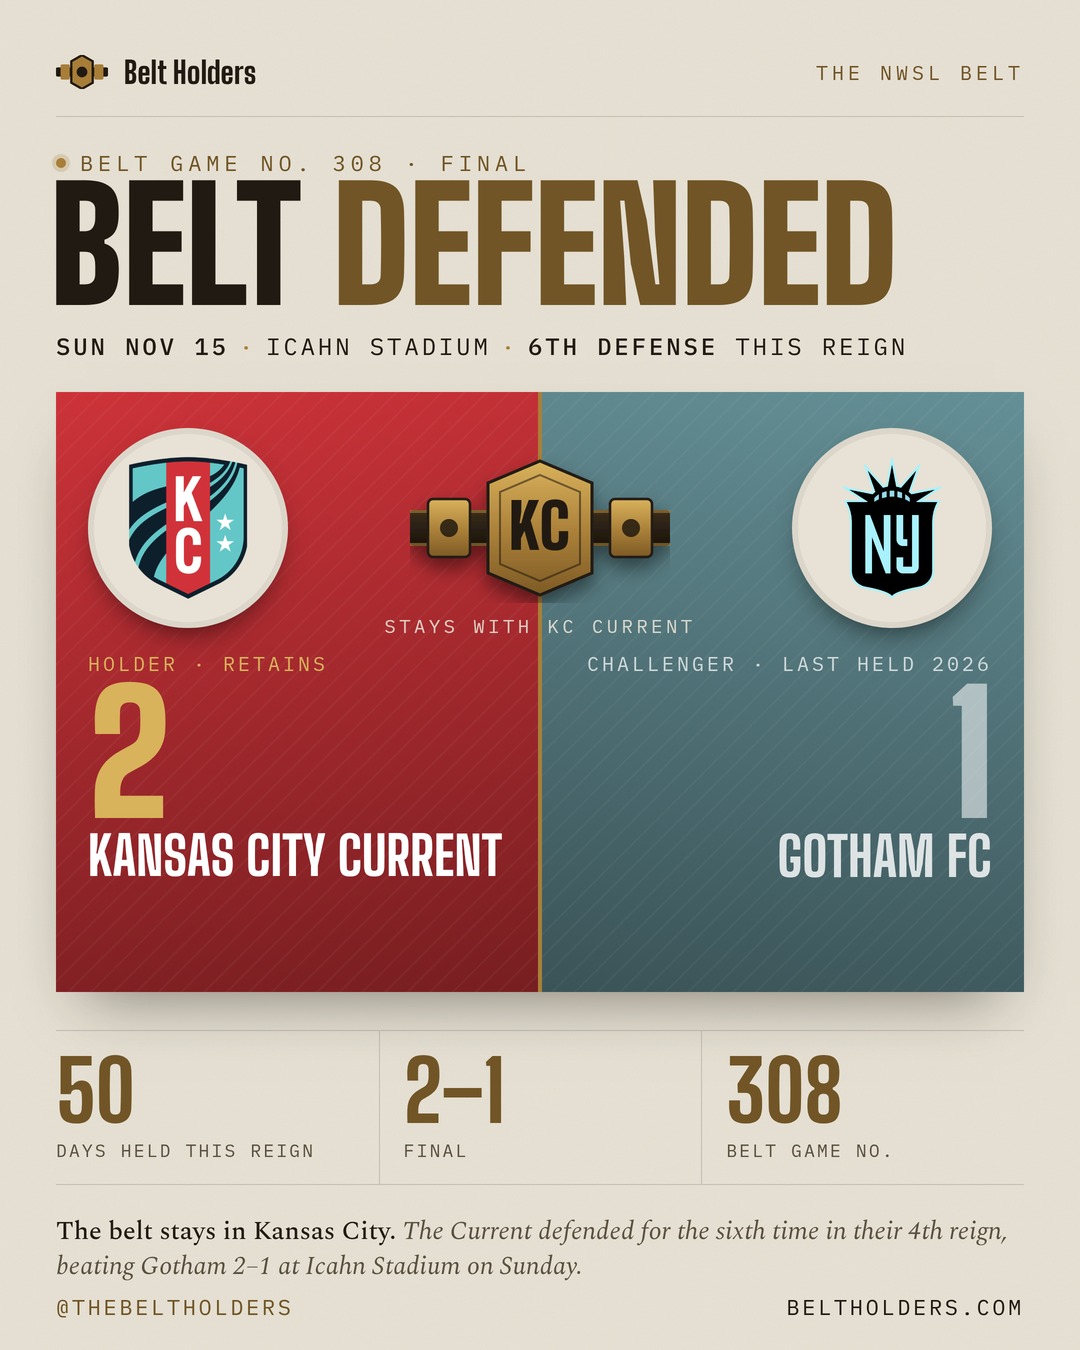 Belt Holders
THE NWSL BELT
BELT GAME NO. 308 · FINAL
BELT DEFENDED
SUN NOV 15 · ICAHN STADIUM · 6TH DEFENSE THIS REIGN
KC
KC
NY
STAYS WITH KC CURRENT
HOLDER · RETAINS
CHALLENGER · LAST HELD 2026
2
1
KANSAS CITY CURRENT
GOTHAM FC
50
DAYS HELD THIS REIGN
2–1
FINAL
308
BELT GAME NO.
The belt stays in Kansas City. The Current defended for the sixth time in their 4th reign,
beating Gotham 2–1 at Icahn Stadium on Sunday.
@THEBELTHOLDERS
BELTHOLDERS.COM